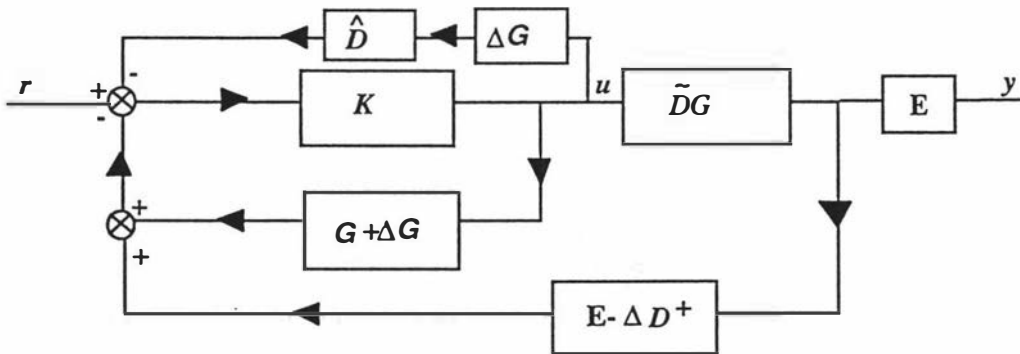 D̂ ΔG
-
r + K u D̃G E y
-
+ G+ΔG
+
E-ΔD⁺